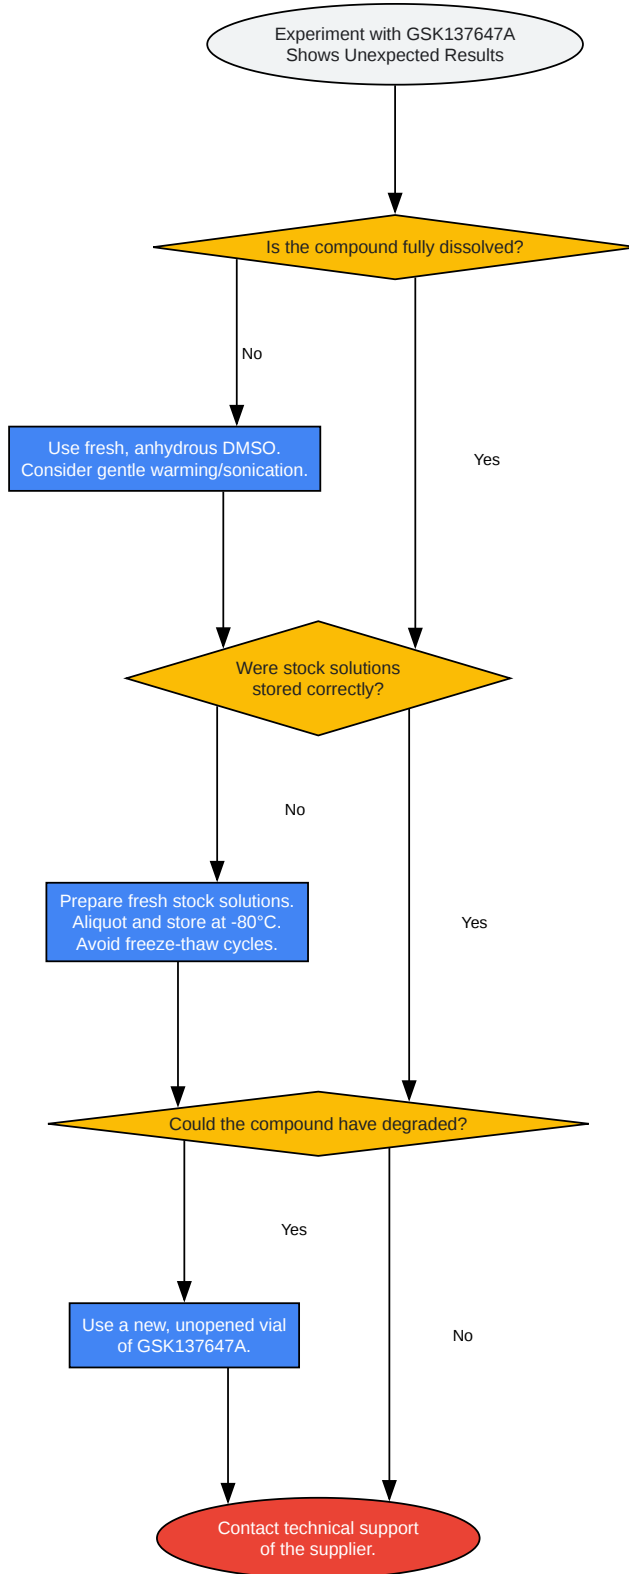 Experiment with GSK137647A
Shows Unexpected Results
Is the compound fully dissolved?
No
Use fresh, anhydrous DMSO.
Consider gentle warming/sonication.
Yes
Were stock solutions
stored correctly?
No
Prepare fresh stock solutions.
Aliquot and store at -80°C.
Avoid freeze-thaw cycles.
Yes
Could the compound have degraded?
Yes
Use a new, unopened vial
of GSK137647A.
No
Contact technical support
of the supplier.